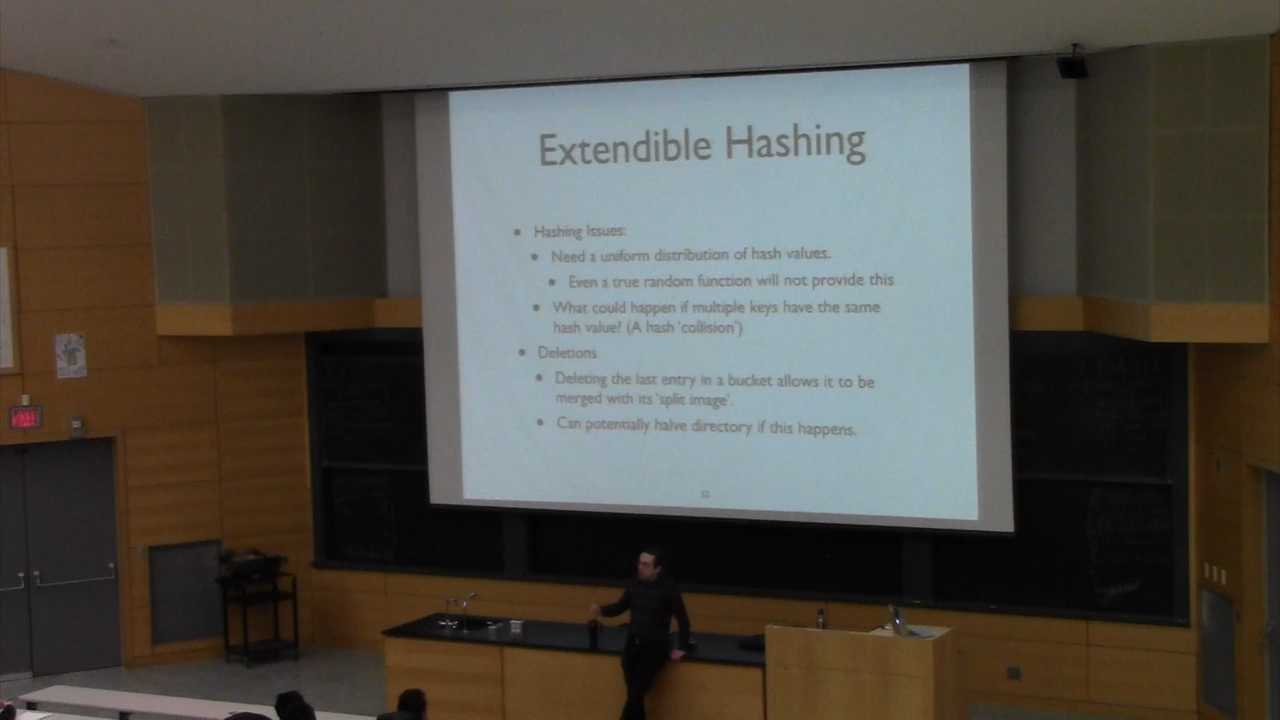 Extendible Hashing
• Hashing Issues:
• Need a uniform distribution of hash values.
• Even a true random function will not provide this
• What could happen if multiple keys have the same
hash value? (A hash 'collision')
• Deletions
• Deleting the last entry in a bucket allows it to be
merged with its 'split image'.
• Can potentially halve directory if this happens.